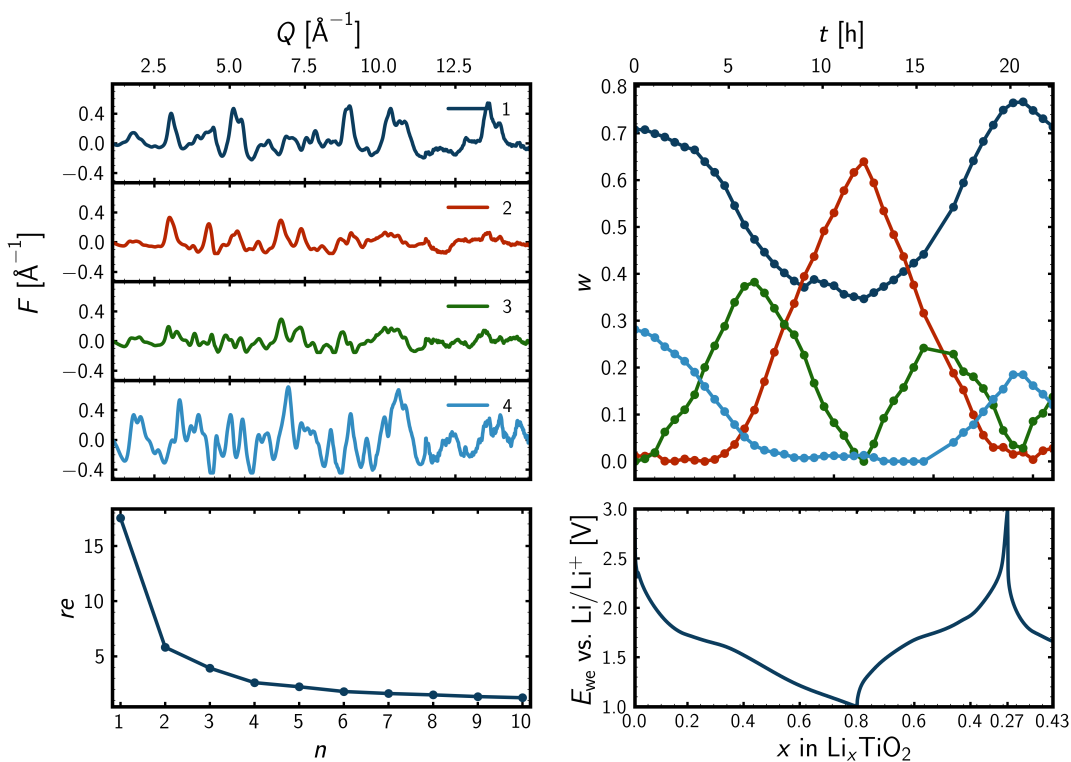 Q [Å⁻¹]
2.5 5.0 7.5 10.0 12.5
0.4
0.0
−0.4
1
0.4
0.0
−0.4
2
0.4
0.0
−0.4
3
0.4
0.0
−0.4
4
F [Å⁻¹]
t [h]
0 5 10 15 20
0.8
0.7
0.6
0.5
0.4
0.3
0.2
0.1
0.0
w
15
10
5
re
1 2 3 4 5 6 7 8 9 10
n
3.0
2.5
2.0
1.5
1.0
E_we vs. Li/Li⁺ [V]
0.0 0.2 0.4 0.6 0.8 0.6 0.4 0.27 0.43
x in LiₓTiO₂